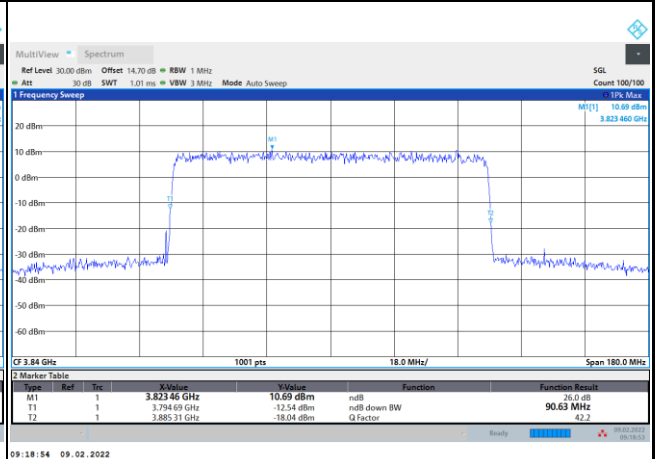 MultiView Spectrum
Ref Level 30.00 dBm Offset 14.70 dB RBW 1 MHz SGL
Att 30 dB SWT 1.01 ms VBW 3 MHz Mode Auto Sweep Count 100/100
1 Frequency Sweep 1Pk Max
M1[1] 10.69 dBm
3.823 460 GHz
20 dBm
M1
10 dBm
0 dBm
T1
-10 dBm
T2
-20 dBm
-30 dBm
-40 dBm
-50 dBm
-60 dBm
CF 3.84 GHz 1001 pts 18.0 MHz/ Span 180.0 MHz
2 Marker Table
Type Ref Trc X-Value Y-Value Function Function Result
M1 1 3.823 46 GHz 10.69 dBm ndB 26.0 dB
T1 1 3.794 69 GHz -12.54 dBm ndB down BW 90.63 MHz
T2 1 3.885 31 GHz -18.04 dBm Q Factor 42.2
Ready 09.02.2022
09:18:53
09:18:54 09.02.2022